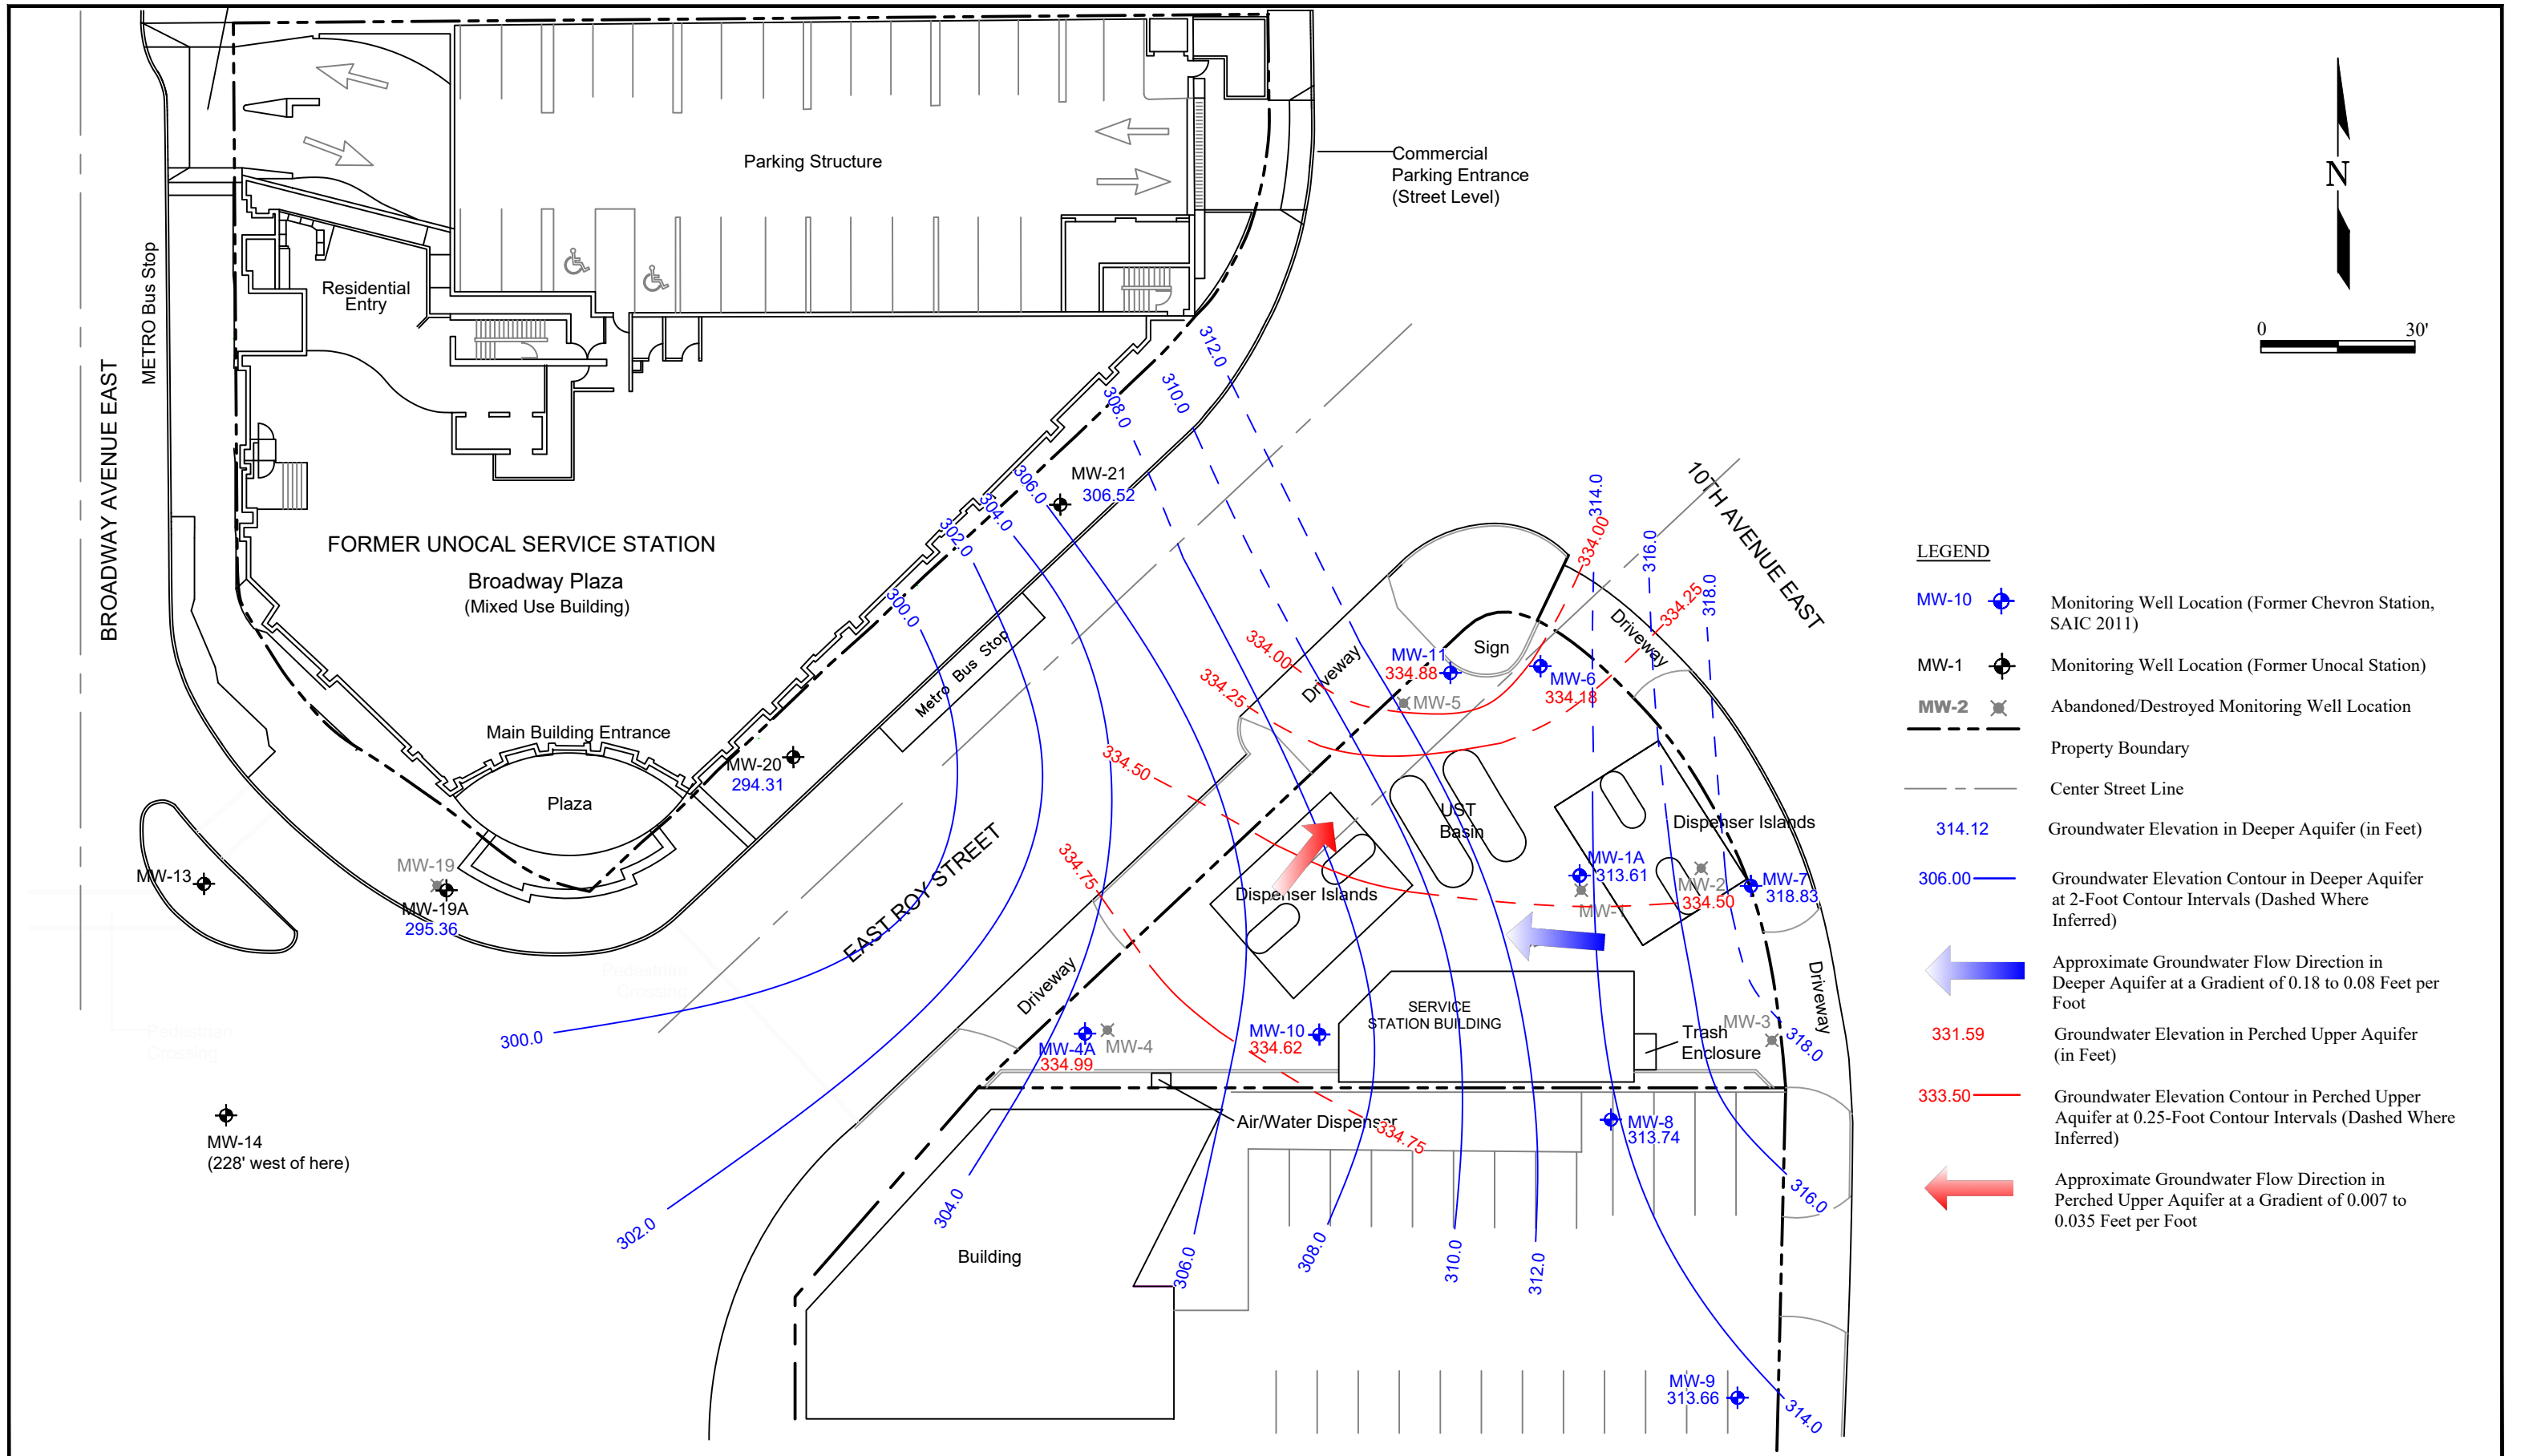 Parking Structure
Commercial
Parking Entrance
(Street Level)
N
0 30'
METRO Bus Stop
BROADWAY AVENUE EAST
Residential
Entry
312.0
310.0
308.0
306.0
304.0
302.0
300.0
MW-21
306.52
FORMER UNOCAL SERVICE STATION
Broadway Plaza
(Mixed Use Building)
Metro Bus Stop
Main Building Entrance
Plaza
MW-20
294.31
MW-13
MW-19
MW-19A
295.36
MW-14
(228' west of here)
Pedestrian
Crossing
Pedestrian
Crossing
EAST ROY STREET
10TH AVENUE EAST
314.0
334.00
316.0
318.0
334.25
Driveway
Sign
MW-11
334.88
MW-6
334.18
MW-5
334.00
Driveway
334.25
334.50
334.75
UST
Basin
Dispenser Islands
Dispenser Islands
MW-1A
313.61
MW-1
MW-2
334.50
MW-7
318.83
Driveway
Driveway
SERVICE
STATION BUILDING
MW-10
334.62
MW-4A
334.99
MW-4
MW-3
Trash
Enclosure
318.0
Air/Water Dispenser
334.75
MW-8
313.74
316.0
Building
300.0
302.0
304.0
306.0
308.0
310.0
312.0
MW-9
313.66
314.0
LEGEND
MW-10 Monitoring Well Location (Former Chevron Station,
SAIC 2011)
MW-1 Monitoring Well Location (Former Unocal Station)
MW-2 Abandoned/Destroyed Monitoring Well Location
Property Boundary
Center Street Line
314.12 Groundwater Elevation in Deeper Aquifer (in Feet)
306.00 Groundwater Elevation Contour in Deeper Aquifer
at 2-Foot Contour Intervals (Dashed Where
Inferred)
Approximate Groundwater Flow Direction in
Deeper Aquifer at a Gradient of 0.18 to 0.08 Feet per
Foot
331.59 Groundwater Elevation in Perched Upper Aquifer
(in Feet)
333.50 Groundwater Elevation Contour in Perched Upper
Aquifer at 0.25-Foot Contour Intervals (Dashed Where
Inferred)
Approximate Groundwater Flow Direction in
Perched Upper Aquifer at a Gradient of 0.007 to
0.035 Feet per Foot